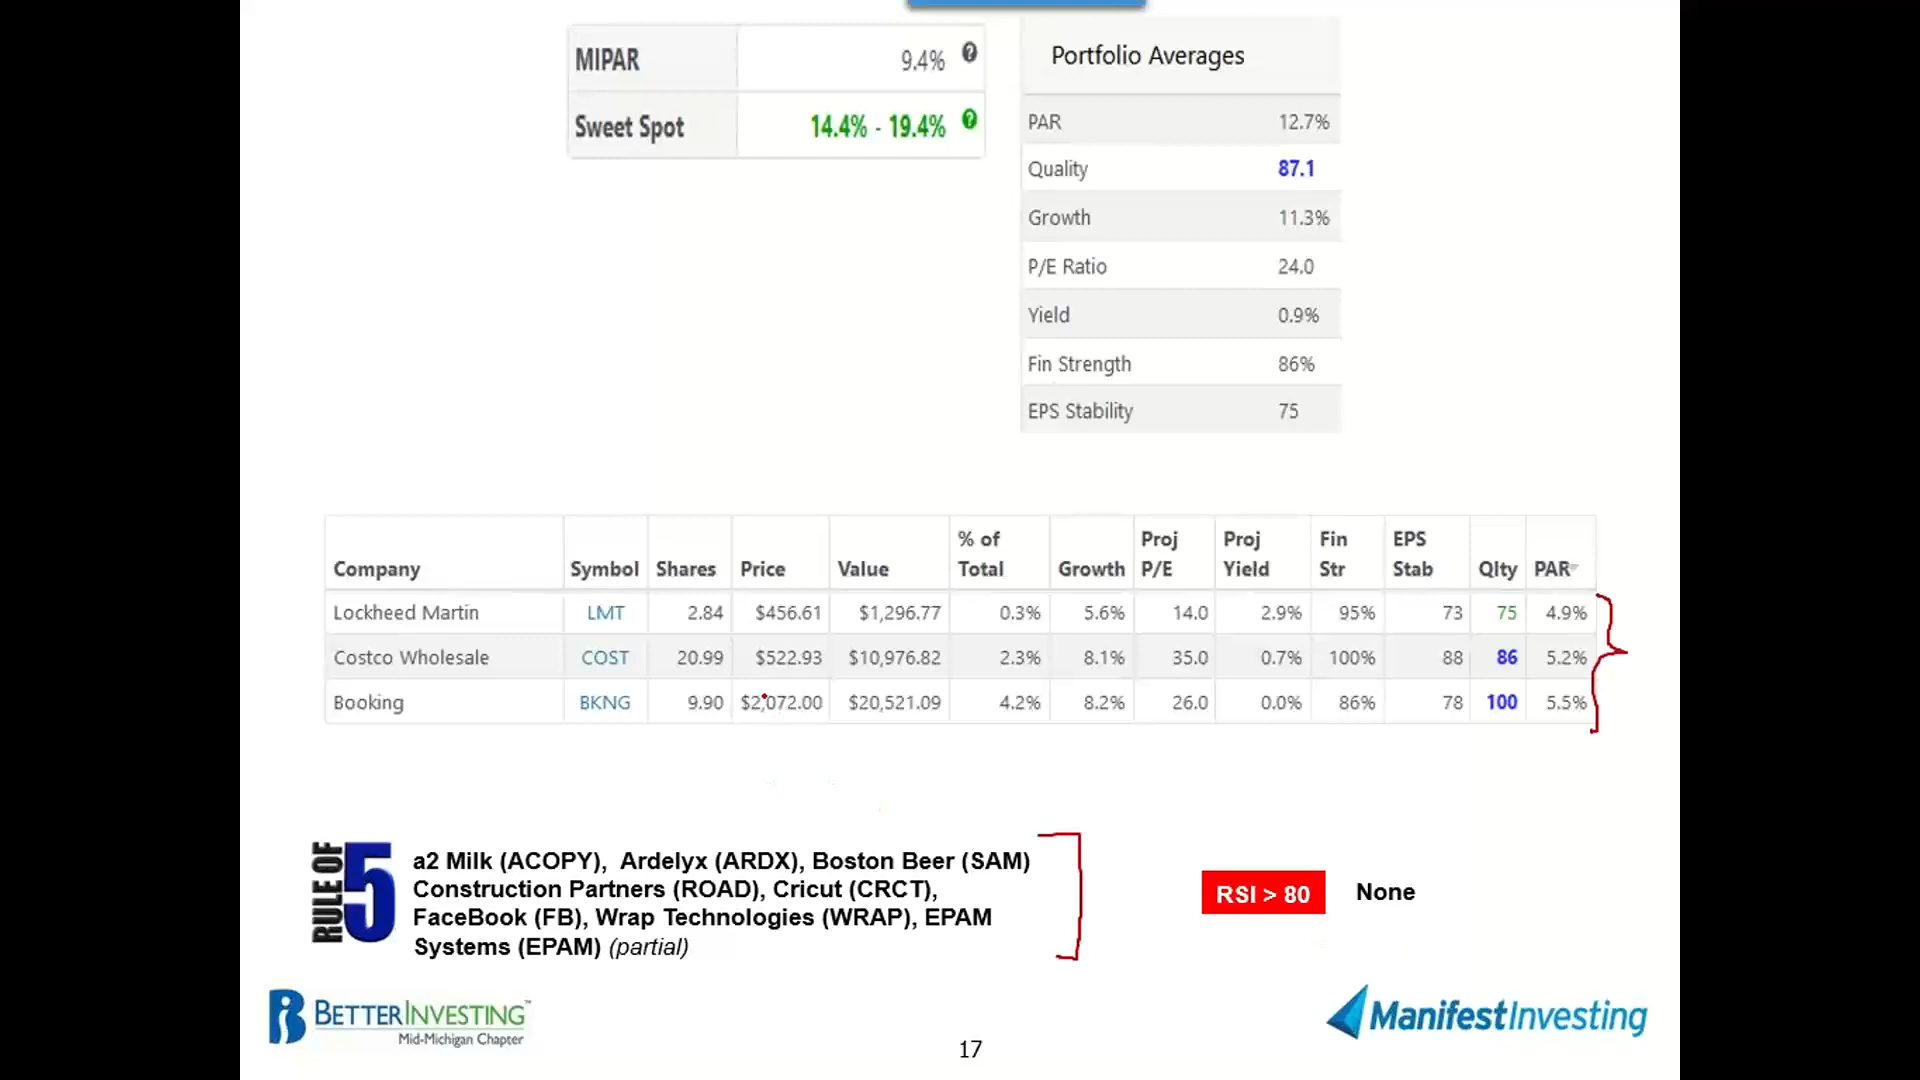 MIPAR 9.4% ?
Sweet Spot 14.4% - 19.4% ?
Portfolio Averages
PAR 12.7%
Quality 87.1
Growth 11.3%
P/E Ratio 24.0
Yield 0.9%
Fin Strength 86%
EPS Stability 75
Company Symbol Shares Price Value % of Total Growth Proj P/E Proj Yield Fin Str EPS Stab Qlty PAR
Lockheed Martin LMT 2.84 $456.61 $1,296.77 0.3% 5.6% 14.0 2.9% 95% 73 75 4.9%
Costco Wholesale COST 20.99 $522.93 $10,976.82 2.3% 8.1% 35.0 0.7% 100% 88 86 5.2%
Booking BKNG 9.90 $2,072.00 $20,521.09 4.2% 8.2% 26.0 0.0% 86% 78 100 5.5%
RULE OF 5
a2 Milk (ACOPY), Ardelyx (ARDX), Boston Beer (SAM)
Construction Partners (ROAD), Cricut (CRCT),
FaceBook (FB), Wrap Technologies (WRAP), EPAM
Systems (EPAM) (partial)
RSI > 80 None
BETTERINVESTING™
Mid-Michigan Chapter
ManifestInvesting
17